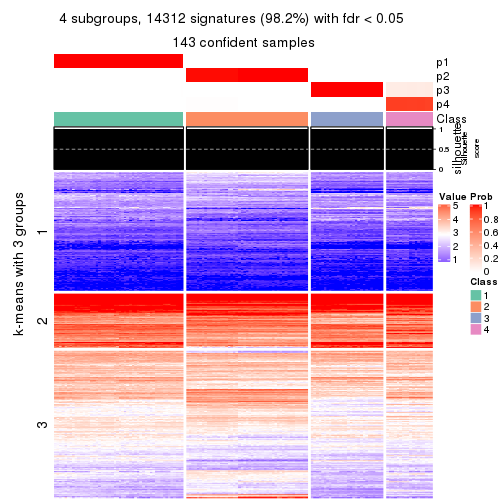 4 subgroups, 14312 signatures (98.2%) with fdr < 0.05
143 confident samples
p1
p2
p3
p4
Class
silhouette
Silhouette
score
1
0.5
0
k-means with 3 groups
1
2
3
Value
5
4
3
2
1
Prob
1
0.8
0.6
0.4
0.2
0
Class
1
2
3
4